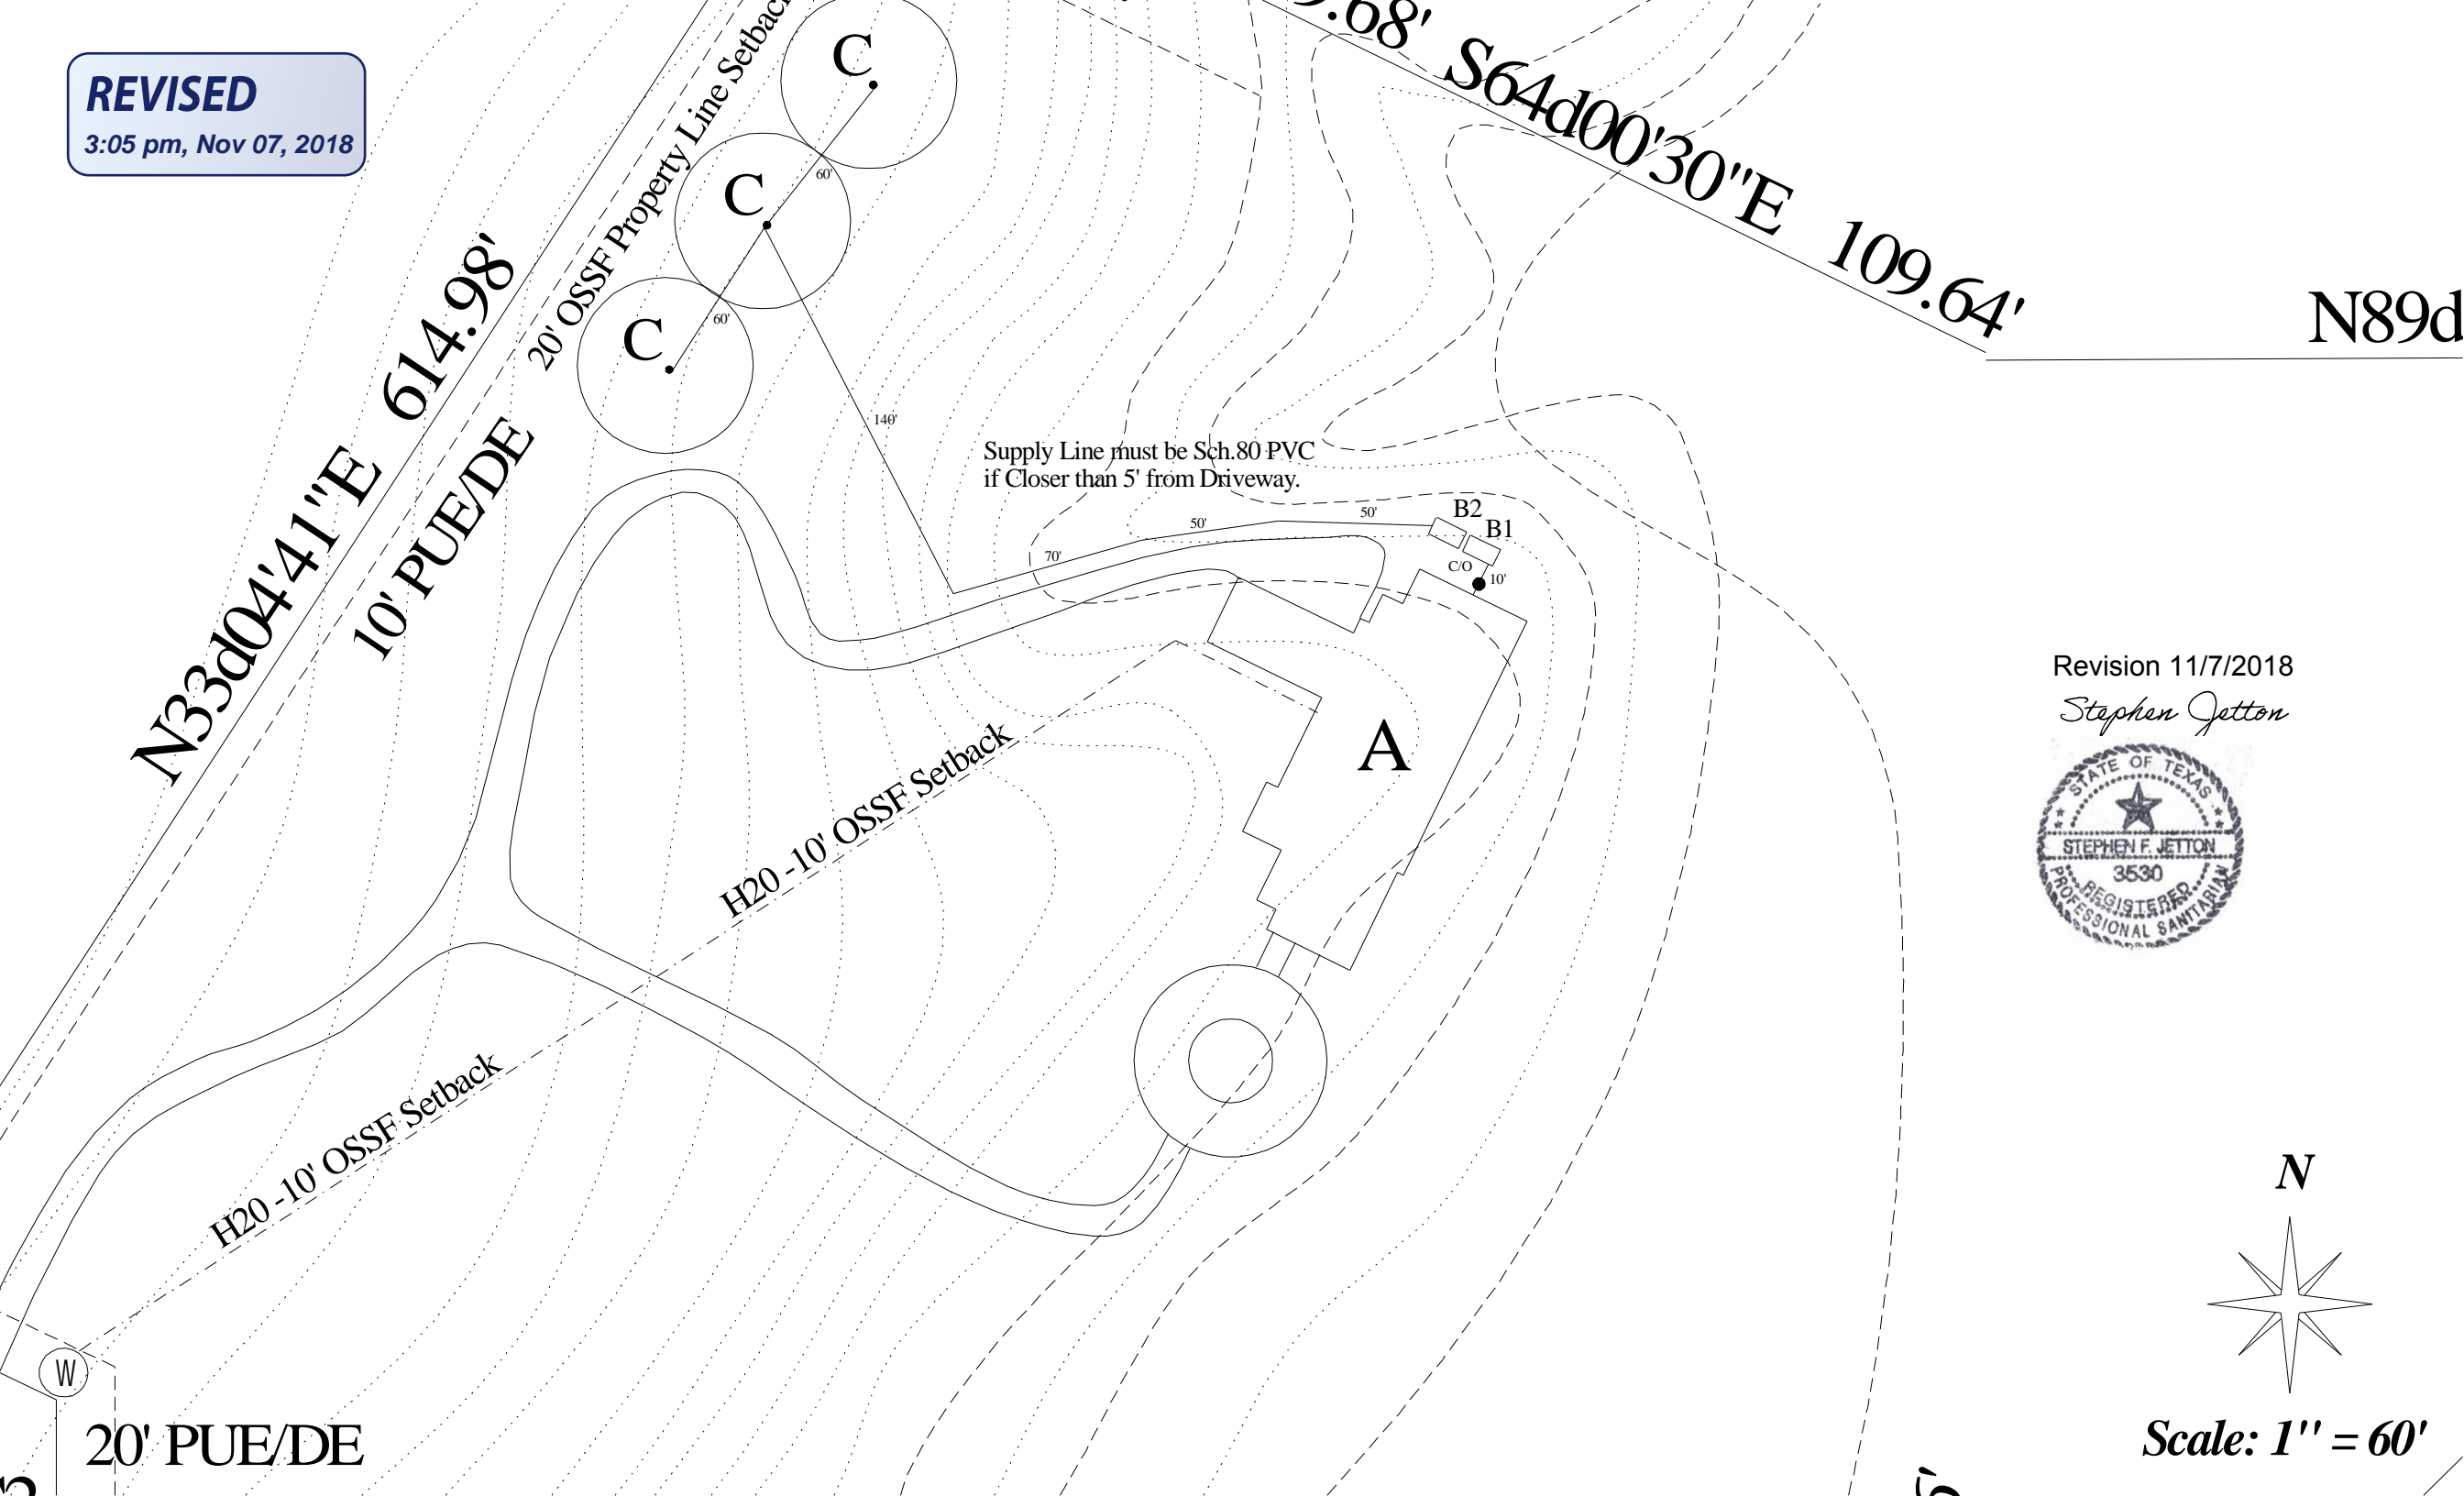 REVISED
3:05 pm, Nov 07, 2018
20' OSSF Property Line Setback
C
C
C
60'
60'
140'
S64d00'30"E 109.64'
N89d
N33d04'41"E 614.98'
10' PUE/DE
Supply Line must be Sch.80 PVC
if Closer than 5' from Driveway.
70'
50'
50'
B2
B1
C/O
10'
A
H20 -10' OSSF Setback
H20 -10' OSSF Setback
Revision 11/7/2018
Stephen Jetton
STATE OF TEXAS
STEPHEN F. JETTON
3530
REGISTERED
PROFESSIONAL SANITARIAN
W
20' PUE/DE
N
Scale: 1" = 60'